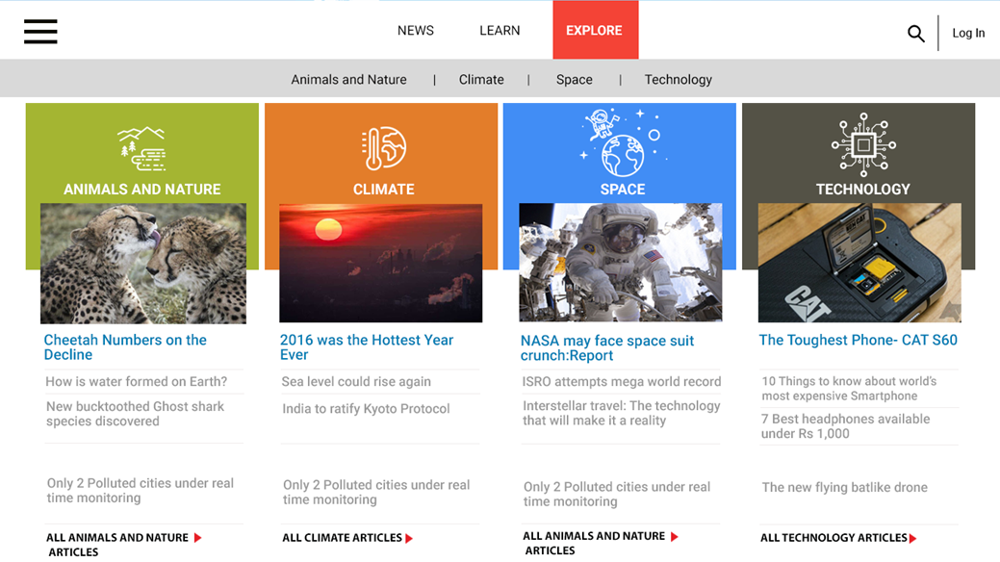 NEWS
LEARN
EXPLORE
Log In
Animals and Nature | Climate | Space | Technology
ANIMALS AND NATURE
Cheetah Numbers on the
Decline
How is water formed on Earth?
New bucktoothed Ghost shark
species discovered
Only 2 Polluted cities under real
time monitoring
ALL ANIMALS AND NATURE
ARTICLES
CLIMATE
2016 was the Hottest Year
Ever
Sea level could rise again
India to ratify Kyoto Protocol
Only 2 Polluted cities under real
time monitoring
ALL CLIMATE ARTICLES
SPACE
NASA may face space suit
crunch:Report
ISRO attempts mega world record
Interstellar travel: The technology
that will make it a reality
Only 2 Polluted cities under real
time monitoring
ALL ANIMALS AND NATURE
ARTICLES
TECHNOLOGY
CAT
The Toughest Phone- CAT S60
10 Things to know about world's
most expensive Smartphone
7 Best headphones available
under Rs 1,000
The new flying batlike drone
ALL TECHNOLOGY ARTICLES